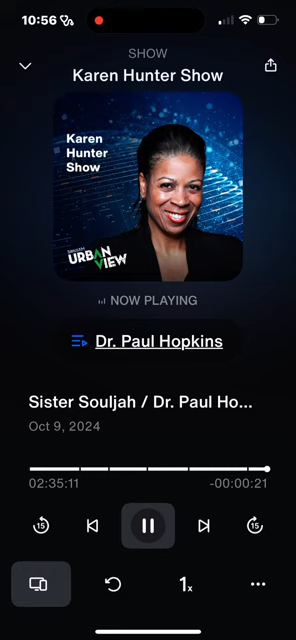 10:56
SHOW
Karen Hunter Show
Karen
Hunter
Show
SIRIUSXM
URBAN
VIEW
NOW PLAYING
Dr. Paul Hopkins
Sister Souljah / Dr. Paul Ho...
Oct 9, 2024
02:35:11
-00:00:21
15
15
1x